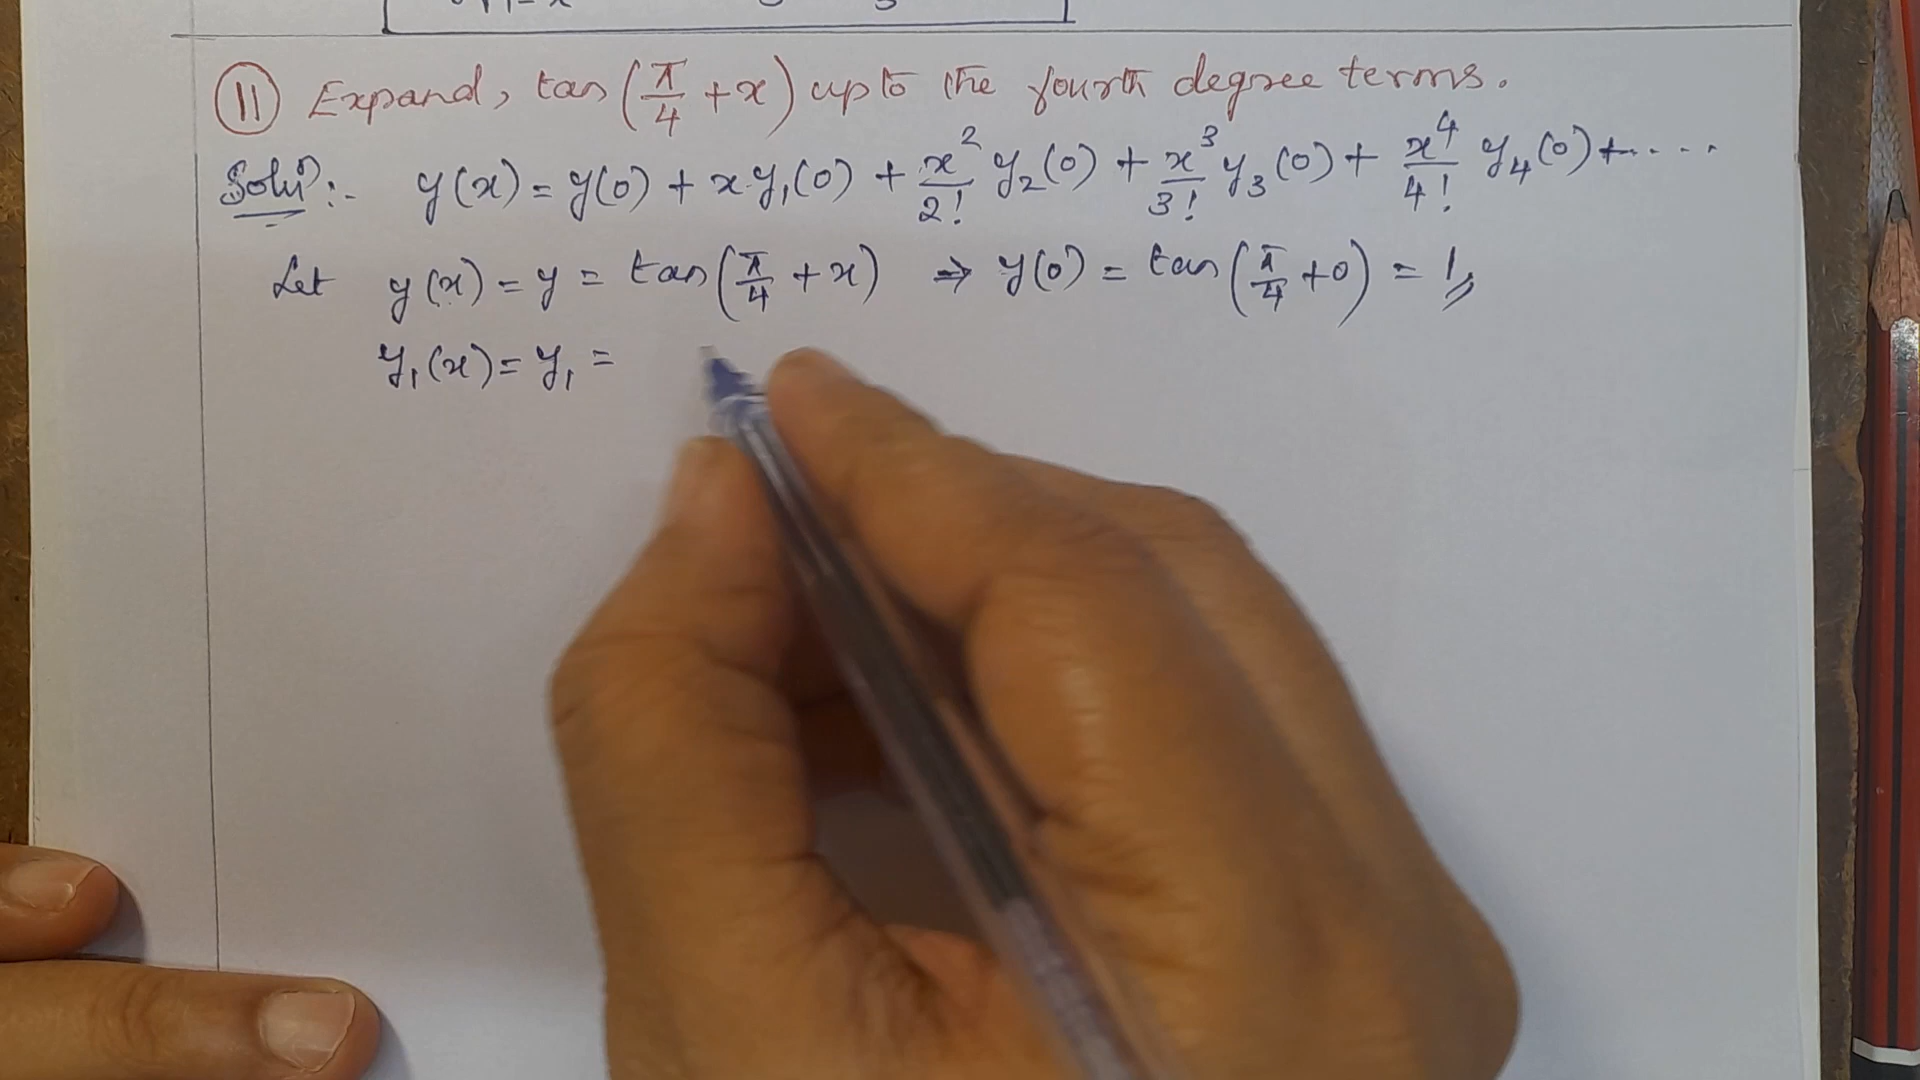 (11) Expand, tan(π/4 + x) upto the fourth degree terms.
Soluⁿ:- y(x) = y(0) + x.y₁(0) + x²/2! y₂(0) + x³/3! y₃(0) + x⁴/4! y₄(0) + .....
Let y(x) = y = tan(π/4 + x) ⇒ y(0) = tan(π/4 + 0) = 1,,
y₁(x) = y₁ =